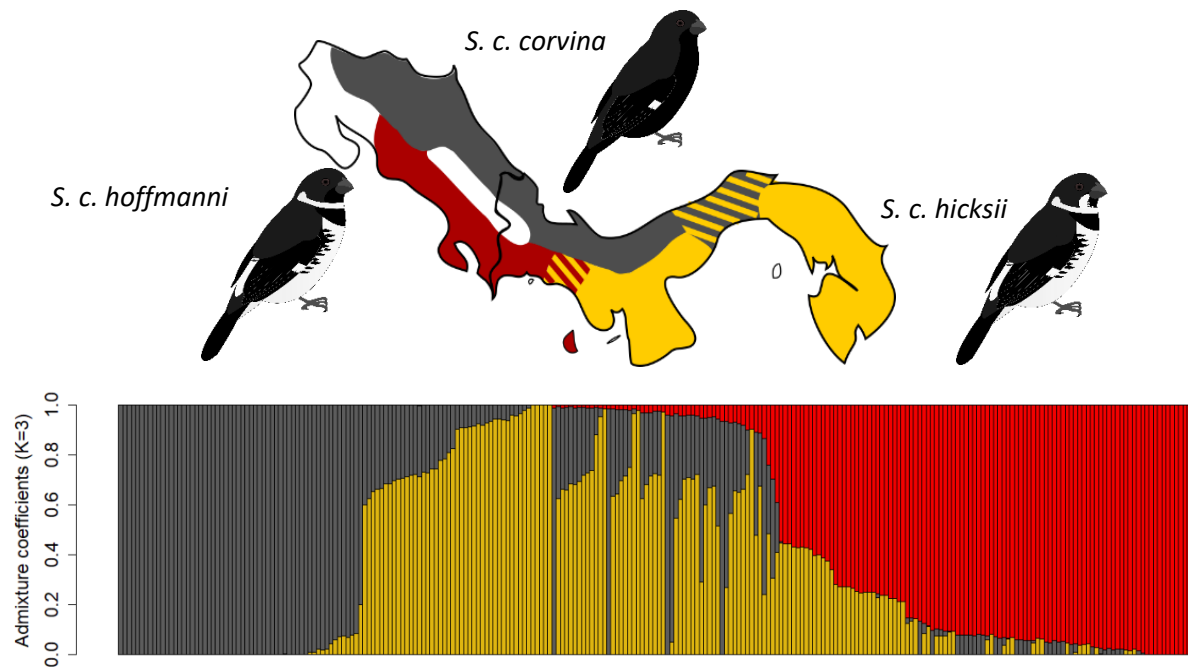 S. c. corvina
S. c. hoffmanni
S. c. hicksii
Admixture coefficients (K=3)
1.0
0.8
0.6
0.4
0.2
0.0